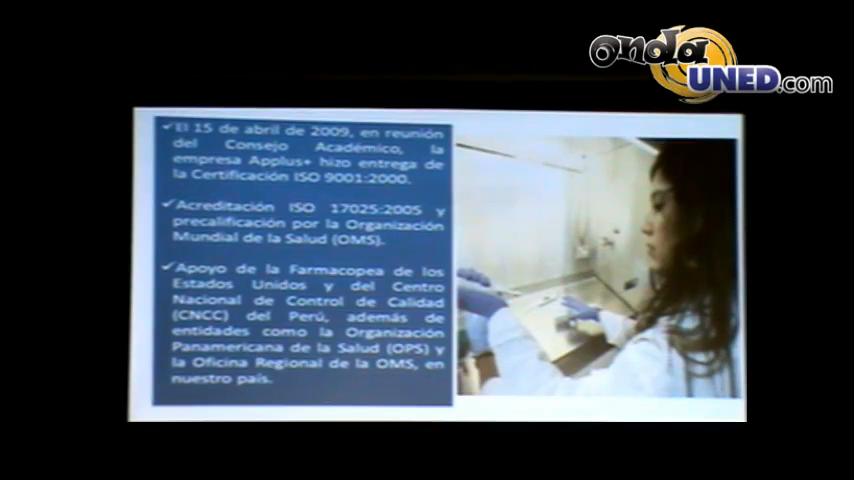 onda
UNED.com
✓El 15 de abril de 2009, en reunión
del Consejo Académico, la
empresa Applus+ hizo entrega de
la Certificación ISO 9001:2000.
✓Acreditación ISO 17025:2005 y
precalificación por la Organización
Mundial de la Salud (OMS).
✓Apoyo de la Farmacopea de los
Estados Unidos y del Centro
Nacional de Control de Calidad
(CNCC) del Perú, además de
entidades como la Organización
Panamericana de la Salud (OPS) y
la Oficina Regional de la OMS, en
nuestro país.